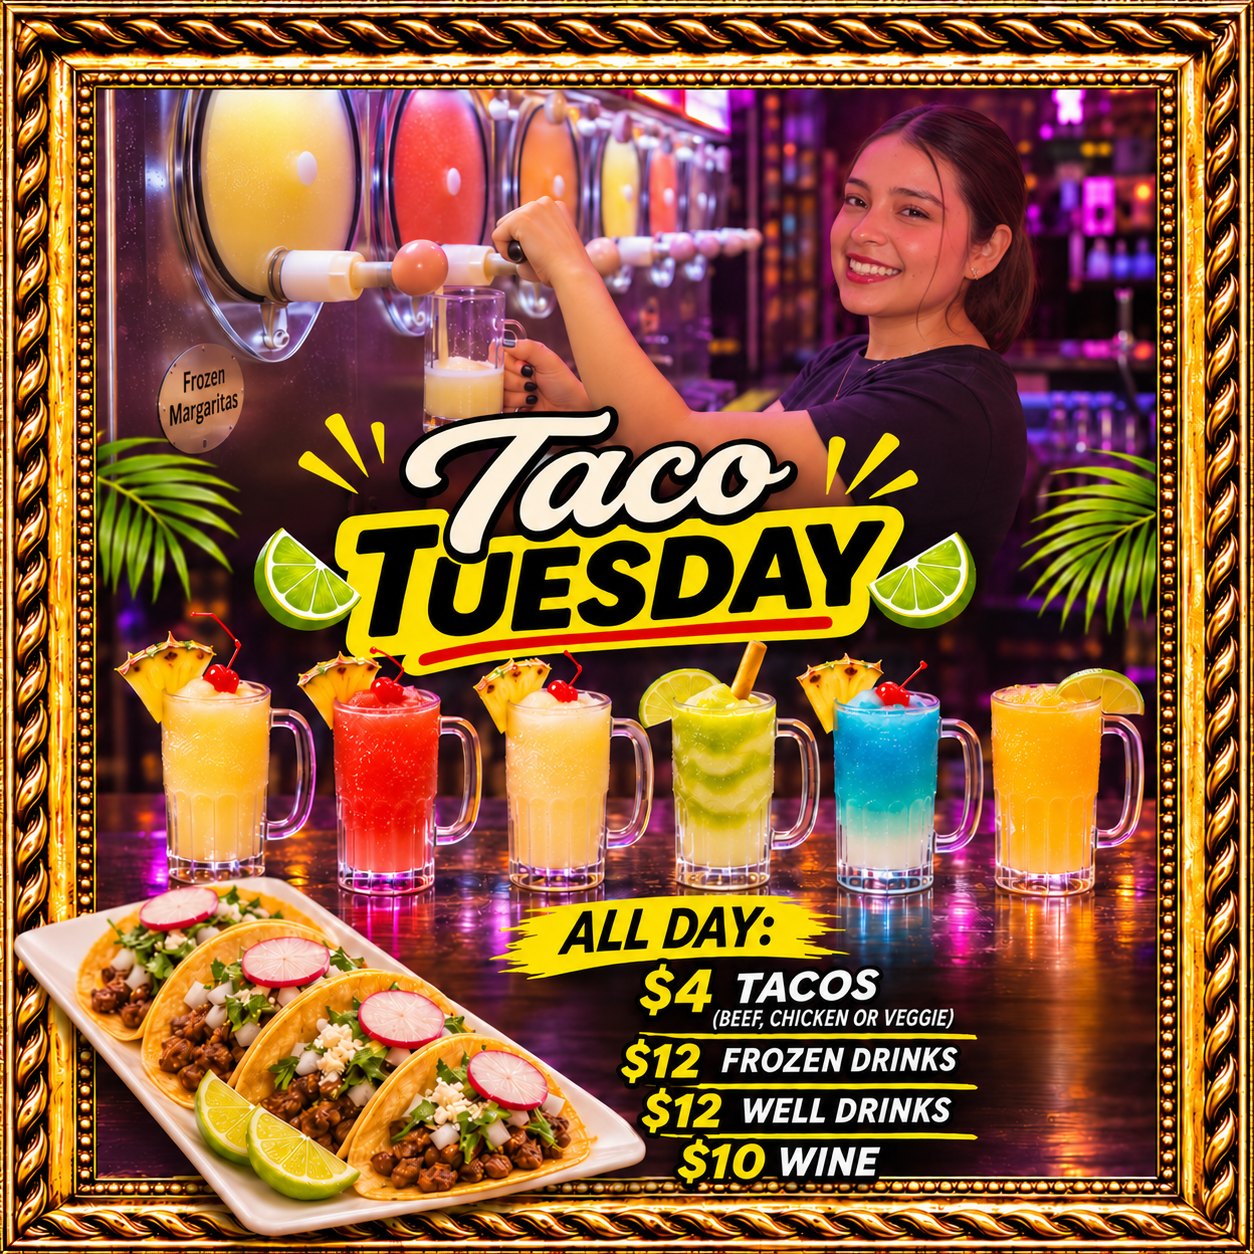 Frozen
Margaritas
Taco
TUESDAY
ALL DAY:
$4 TACOS
(BEEF, CHICKEN OR VEGGIE)
$12 FROZEN DRINKS
$12 WELL DRINKS
$10 WINE